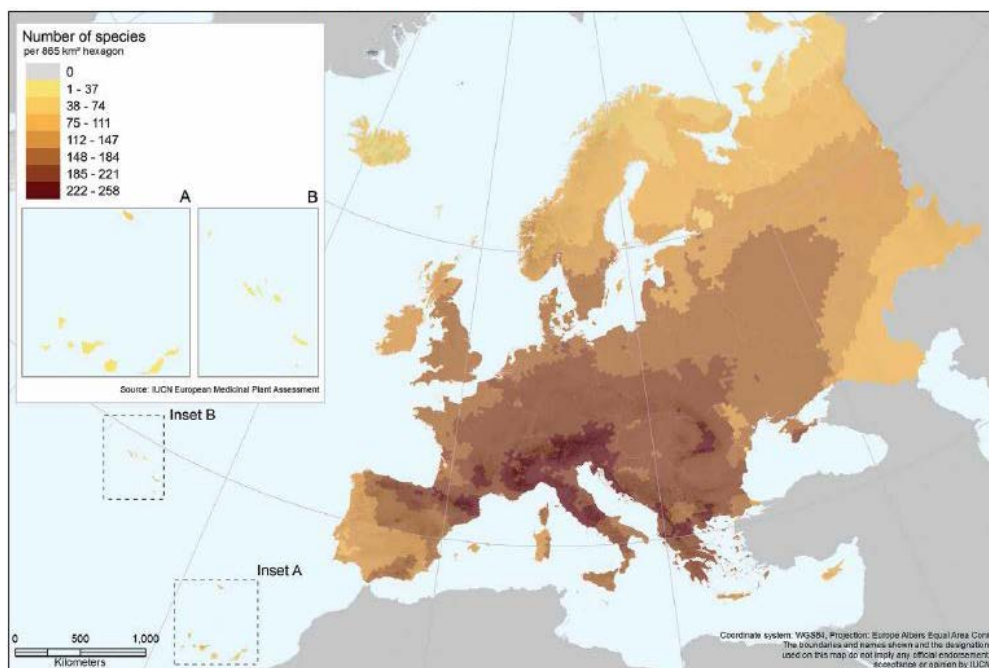 Number of species
per 865 km² hexagon
0
1 - 37
38 - 74
75 - 111
112 - 147
148 - 184
185 - 221
222 - 258
A
B
Source: IUCN European Medicinal Plant Assessment
Inset B
Inset A
0 500 1,000
Kilometers
Coordinate system: WGS84, Projection: Europe Albers Equal Area Coni
The boundaries and names shown and the designation
used on this map do not imply any official endorsement,
acceptance or opinion by IUCN